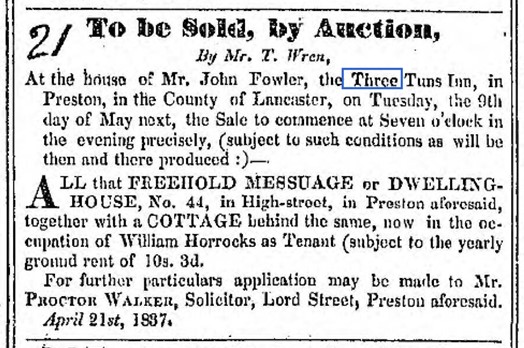 21 To be Sold, by Auction,
By Mr. T. Wren,
At the house of Mr. John Fowler, the Three Tuns Inn, in
Preston, in the County of Lancaster, on Tuesday, the 9th
day of May next, the Sale to commence at Seven o'clock in
the evening precisely, (subject to such conditions as will be
then and there produced :)—
ALL that FREEHOLD MESSUAGE or DWELLING-
HOUSE, No. 44, in High-street, in Preston aforesaid,
together with a COTTAGE behind the same, now in the oc-
cupation of William Horrocks as Tenant (subject to the yearly
ground rent of 10s. 3d.
For further particulars application may be made to Mr.
PROCTOR WALKER, Solicitor, Lord Street, Preston aforesaid.
April 21st, 1837.